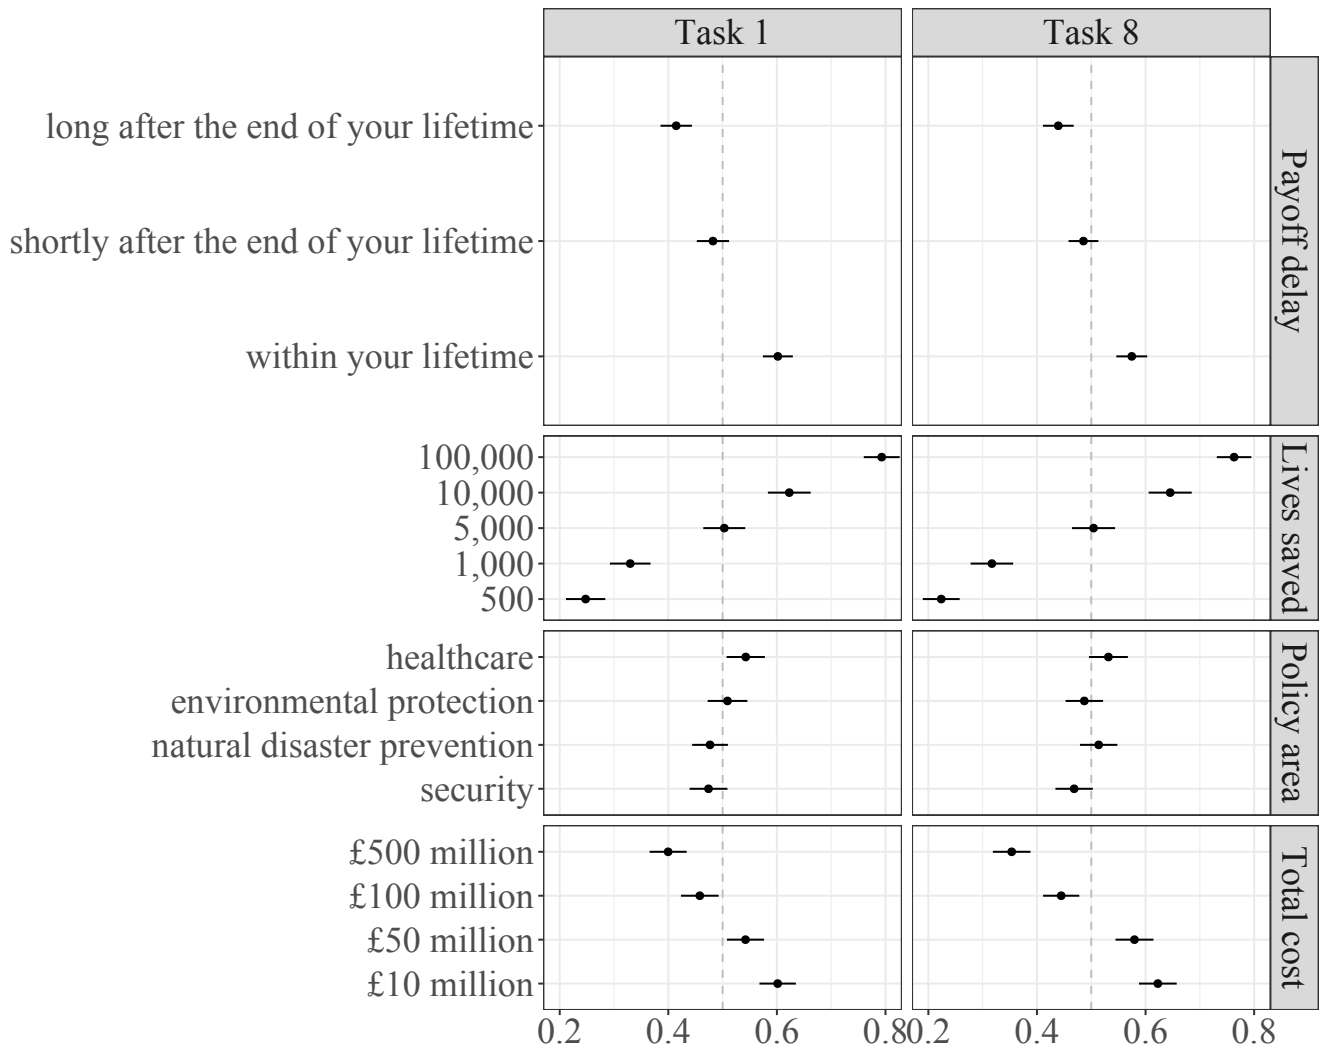 Task 1
Task 8
long after the end of your lifetime
shortly after the end of your lifetime
within your lifetime
Payoff delay
100,000
10,000
5,000
1,000
500
Lives saved
healthcare
environmental protection
natural disaster prevention
security
Policy area
£500 million
£100 million
£50 million
£10 million
Total cost
0.2 0.4 0.6 0.8
0.2 0.4 0.6 0.8